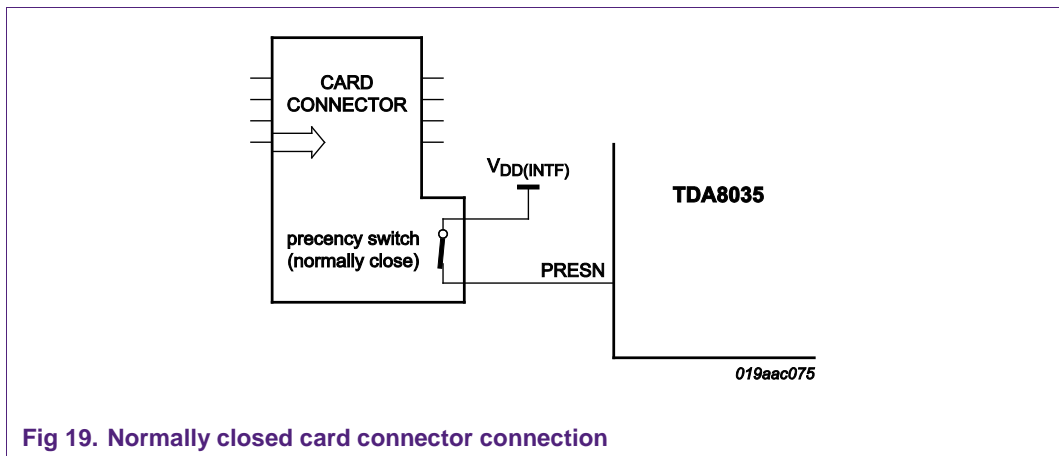 CARD
CONNECTOR
VDD(INTF)
TDA8035
precency switch
(normally close)
PRESN
019aac075
Fig 19. Normally closed card connector connection